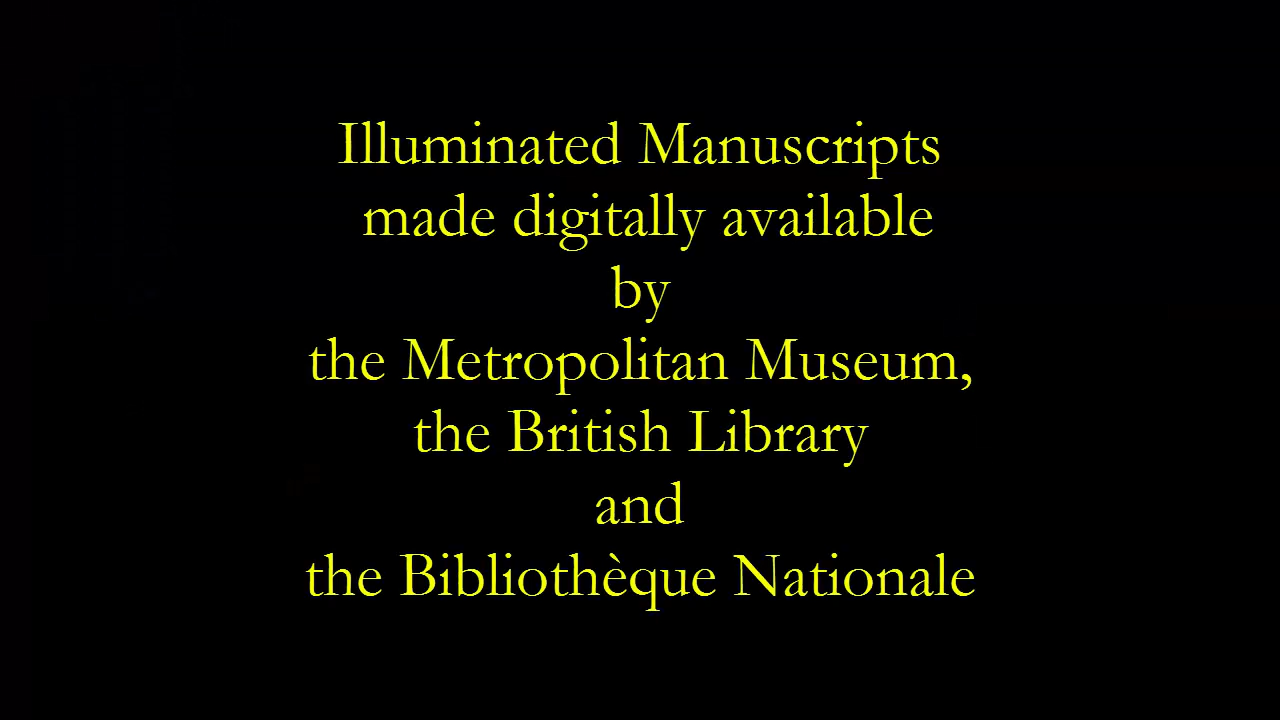 Illuminated Manuscripts
made digitally available
by
the Metropolitan Museum,
the British Library
and
the Bibliothèque Nationale